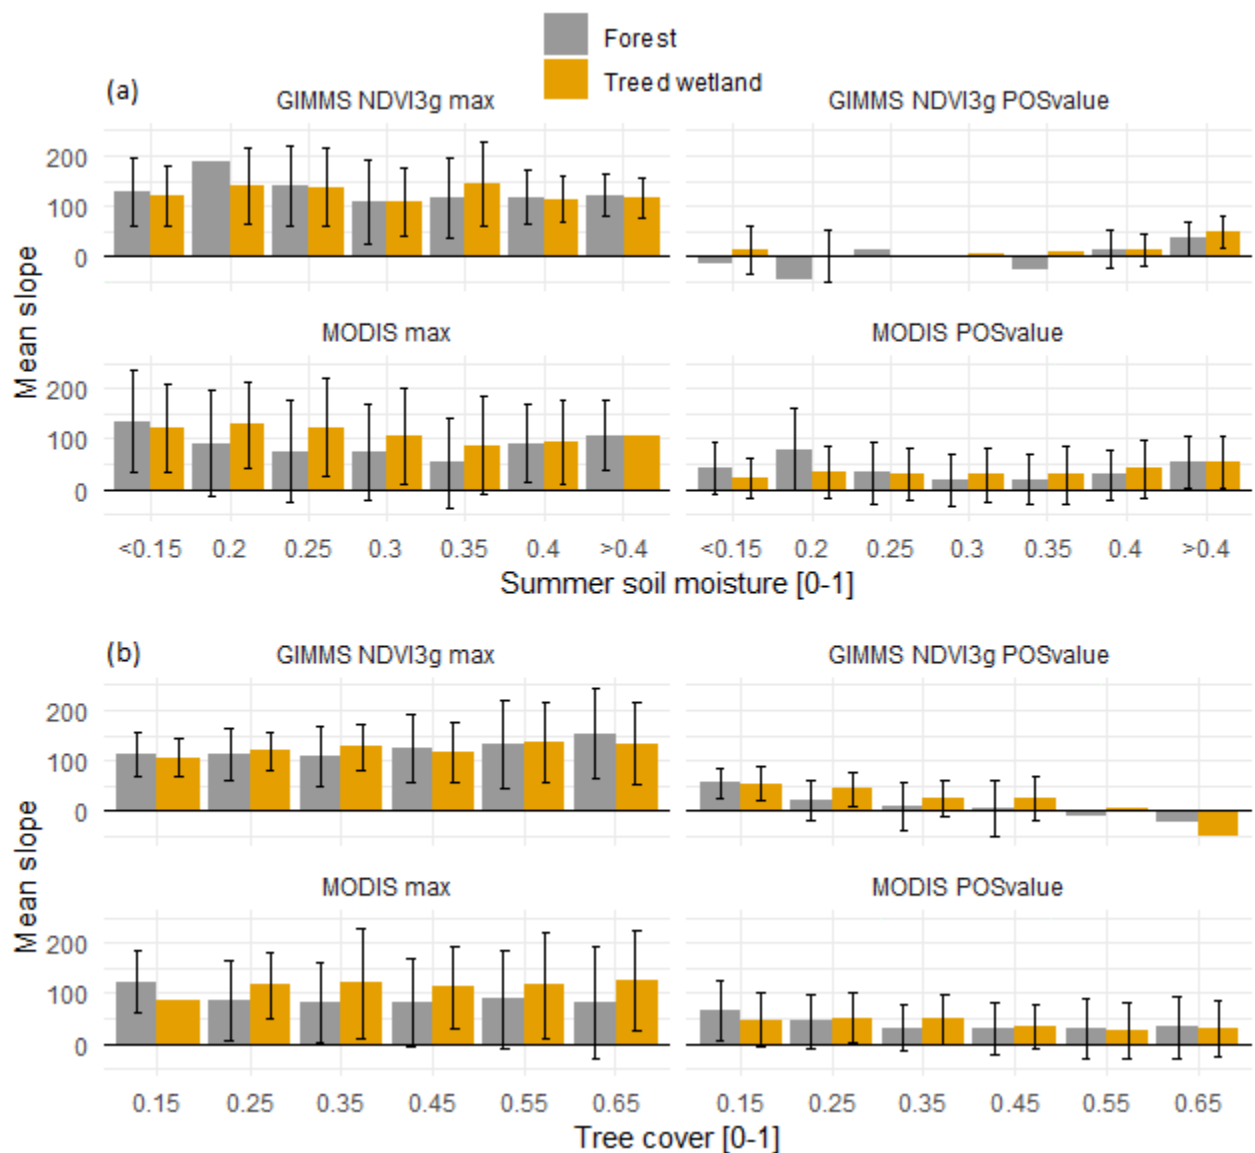 Forest
Treed wetland
(a)
GIMMS NDVI3g max
GIMMS NDVI3g POSvalue
200
100
0
Mean slope
MODIS max
MODIS POSvalue
200
100
0
<0.15 0.2 0.25 0.3 0.35 0.4 >0.4
<0.15 0.2 0.25 0.3 0.35 0.4 >0.4
Summer soil moisture [0-1]
(b)
GIMMS NDVI3g max
GIMMS NDVI3g POSvalue
200
100
0
Mean slope
MODIS max
MODIS POSvalue
200
100
0
0.15 0.25 0.35 0.45 0.55 0.65
0.15 0.25 0.35 0.45 0.55 0.65
Tree cover [0-1]